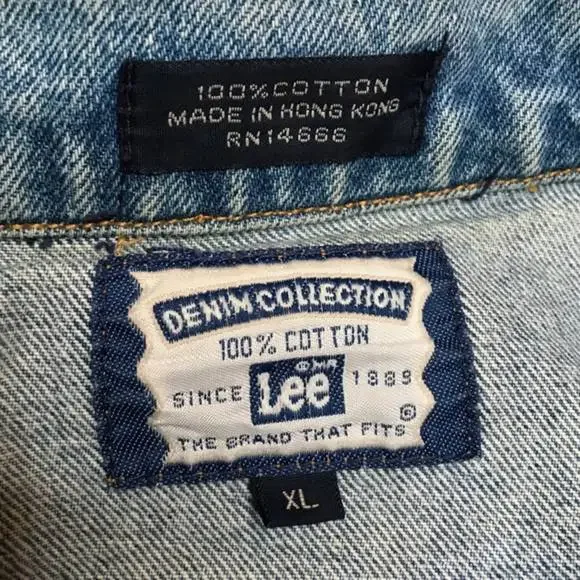 100% COTTON
MADE IN HONG KONG
RN14666
DENIM COLLECTION
100% COTTON
© MR
SINCE Lee 1889
©
THE BRAND THAT FITS
XL